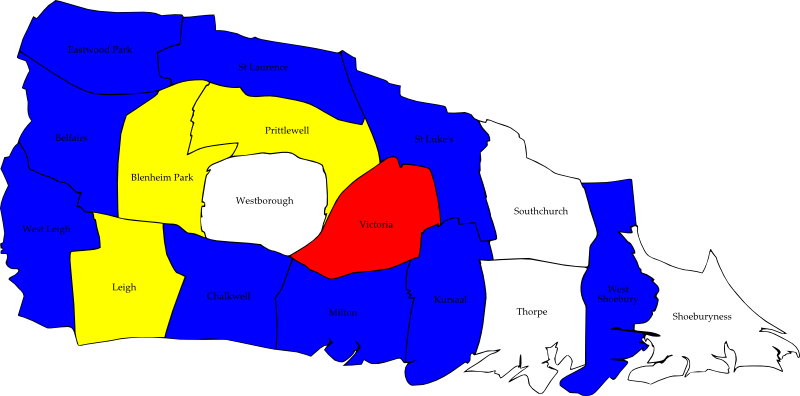 Eastwood Park
St Laurence
Prittlewell
Belfairs
St Luke's
Blenheim Park
Westborough
Southchurch
Victoria
West Leigh
Leigh
Chalkwell
Milton
Kursaal
Thorpe
West
Shoebury
Shoeburyness